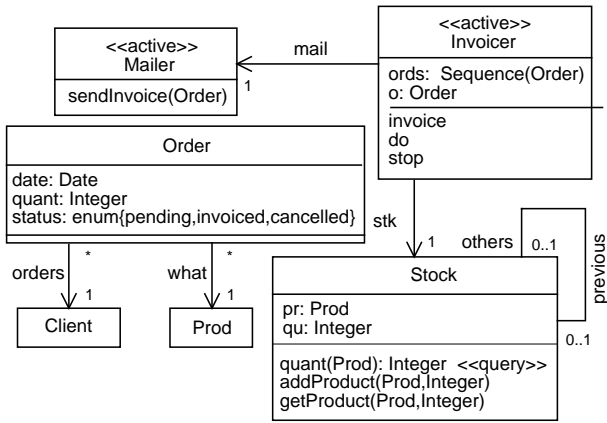 <<active>>
Mailer
sendInvoice(Order)
mail
1
<<active>>
Invoicer
ords: Sequence(Order)
o: Order
invoice
do
stop
Order
date: Date
quant: Integer
status: enum{pending,invoiced,cancelled}
stk
1
others
0..1
previous
0..1
orders
*
1
what
*
1
Client
Prod
Stock
pr: Prod
qu: Integer
quant(Prod): Integer <<query>>
addProduct(Prod,Integer)
getProduct(Prod,Integer)